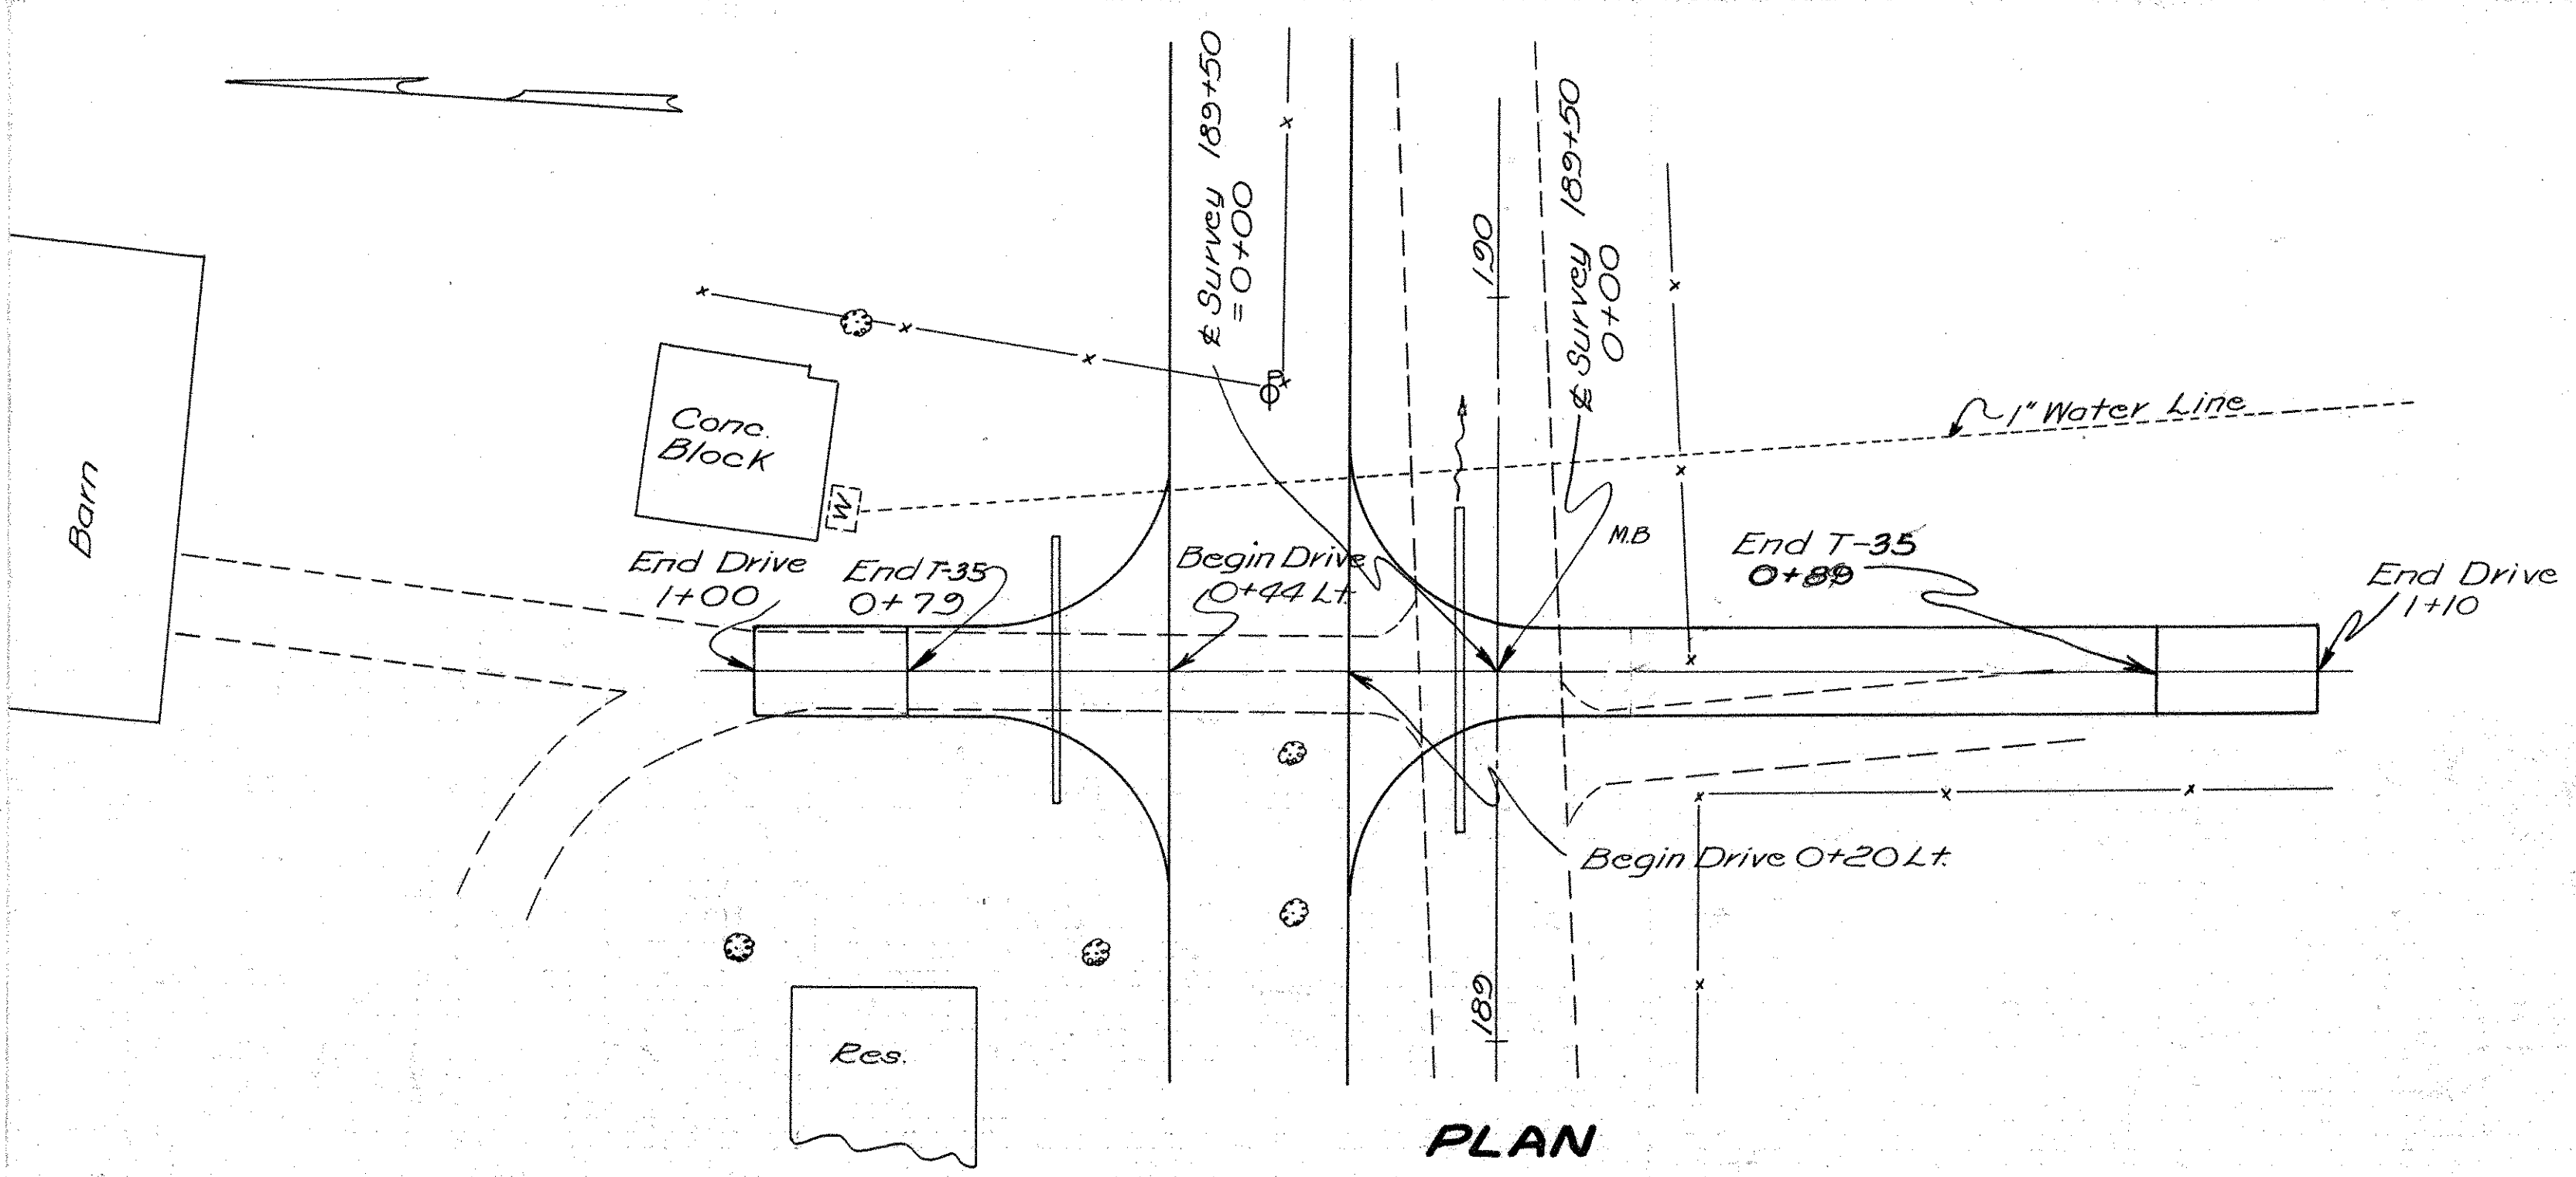 ℄ Survey 189+50
= 0+00
190
℄ Survey 189+50
0+00
1" Water Line
Conc.
Block
W
Barn
M.B
End Drive
1+00
End T-35
0+79
Begin Drive
0+44 Lt.
End T-35
0+89
End Drive
1+10
Begin Drive 0+20 Lt.
189
Res.
PLAN